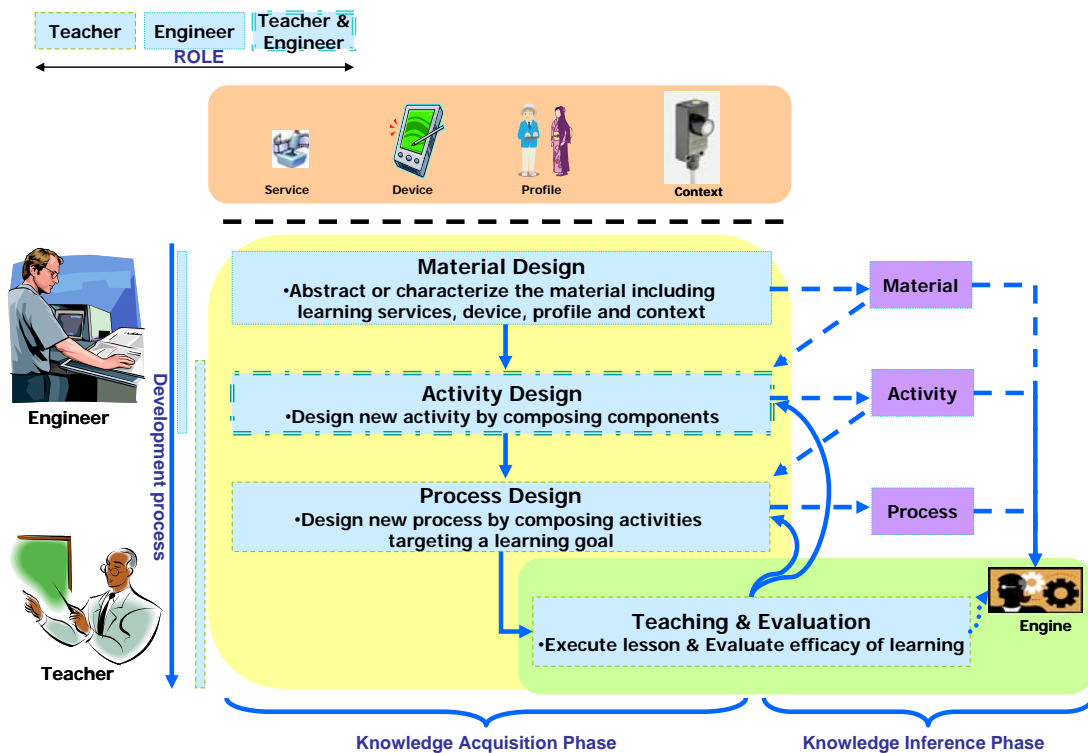 Teacher
Engineer
Teacher &
Engineer
ROLE
Service
Device
Profile
Context
Material Design
•Abstract or characterize the material including
learning services, device, profile and context
Material
Engineer
Development process
Activity Design
•Design new activity by composing components
Activity
Process Design
•Design new process by composing activities
targeting a learning goal
Process
Teaching & Evaluation
•Execute lesson & Evaluate efficacy of learning
Engine
Teacher
Knowledge Acquisition Phase
Knowledge Inference Phase